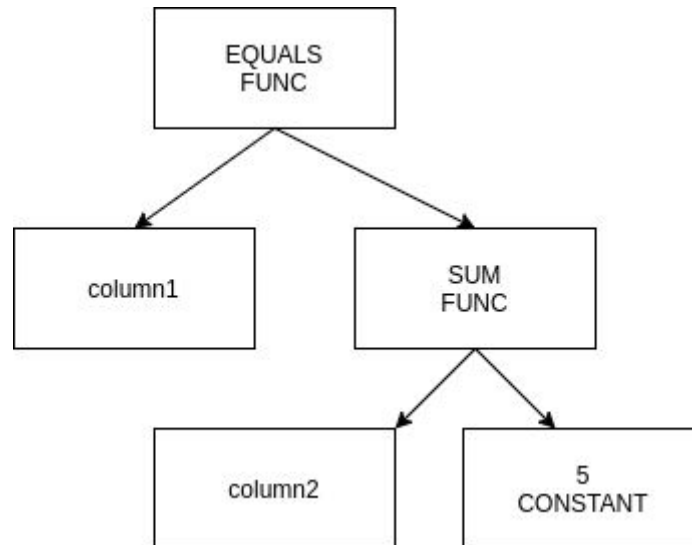 EQUALS
FUNC
column1
SUM
FUNC
column2
5
CONSTANT